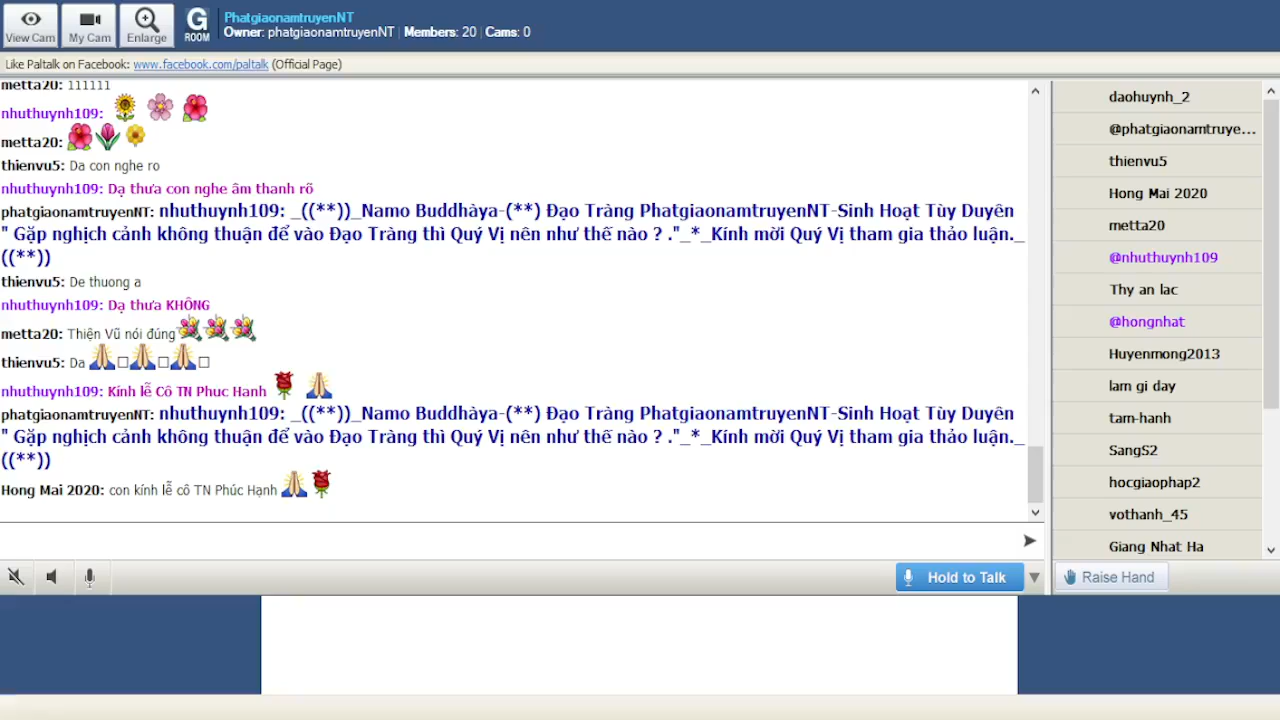 View Cam
My Cam
Enlarge
G
ROOM
PhatgiaonamtruyenNT
Owner: phatgiaonamtruyenNT | Members: 20 | Cams: 0
Like Paltalk on Facebook: www.facebook.com/paltalk (Official Page)
metta20: 111111
nhuthuynh109:
metta20:
thienvu5: Da con nghe ro
nhuthuynh109: Dạ thưa con nghe âm thanh rõ
phatgiaonamtruyenNT: nhuthuynh109: _((**))_Namo Buddhàya-(**) Đạo Tràng PhatgiaonamtruyenNT-Sinh Hoạt Tùy Duyên
" Gặp nghịch cảnh không thuận để vào Đạo Tràng thì Quý Vị nên như thế nào ? ."_*_Kính mời Quý Vị tham gia thảo luận._
((**))
thienvu5: De thuong a
nhuthuynh109: Dạ thưa KHÔNG
metta20: Thiện Vũ nói đúng
thienvu5: Da
nhuthuynh109: Kính lễ Cô TN Phuc Hanh
phatgiaonamtruyenNT: nhuthuynh109: _((**))_Namo Buddhàya-(**) Đạo Tràng PhatgiaonamtruyenNT-Sinh Hoạt Tùy Duyên
" Gặp nghịch cảnh không thuận để vào Đạo Tràng thì Quý Vị nên như thế nào ? ."_*_Kính mời Quý Vị tham gia thảo luận._
((**))
Hong Mai 2020: con kính lễ cô TN Phúc Hạnh
Hold to Talk
daohuynh_2
@phatgiaonamtruye...
thienvu5
Hong Mai 2020
metta20
@nhuthuynh109
Thy an lac
@hongnhat
Huyenmong2013
lam gi day
tam-hanh
SangS2
hocgiaophap2
vothanh_45
Giang Nhat Ha
Raise Hand